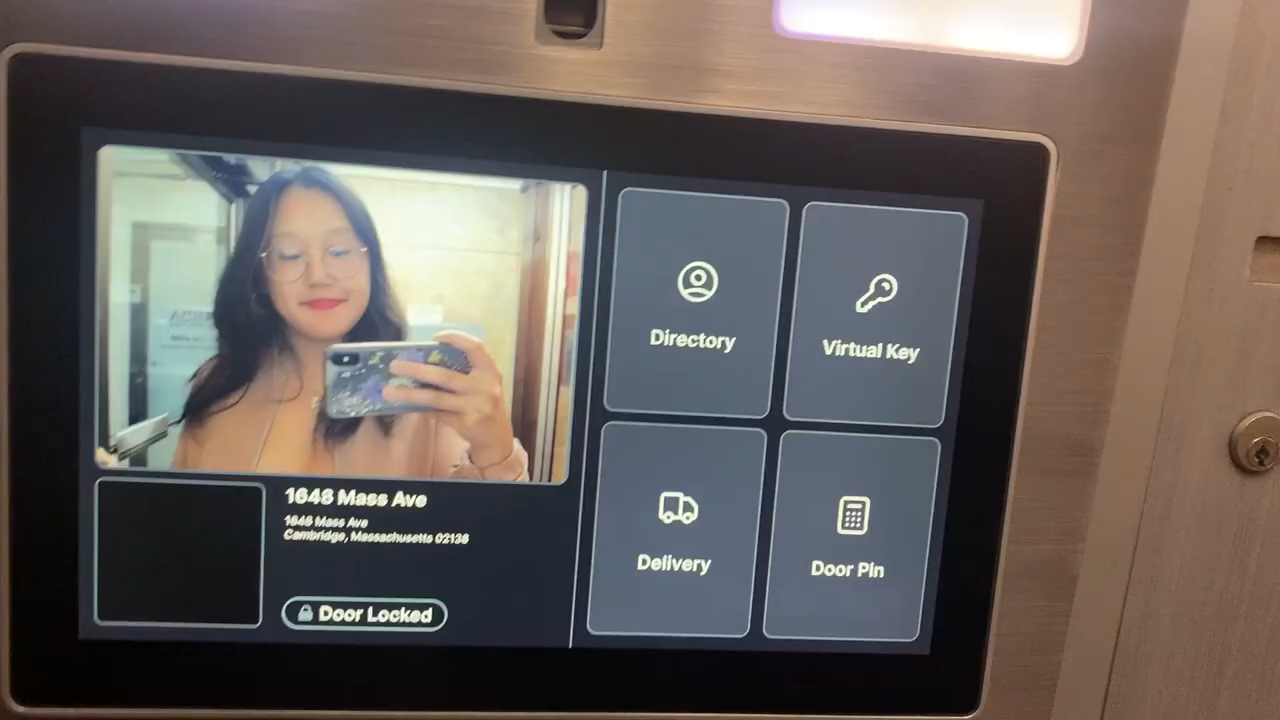 1648 Mass Ave
1648 Mass Ave
Cambridge, Massachusetts 02138
Door Locked
Directory
Virtual Key
Delivery
Door Pin